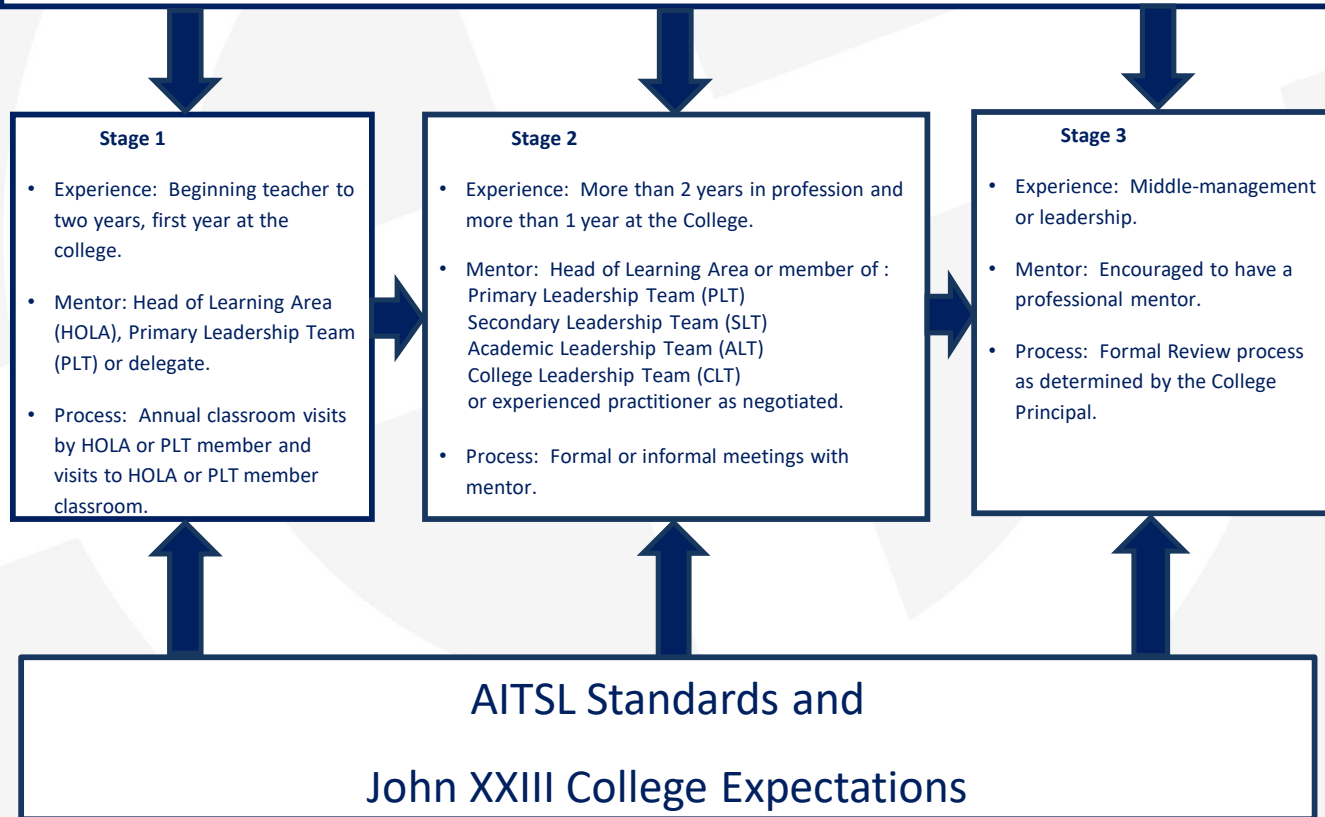 Stage 1
• Experience: Beginning teacher to
two years, first year at the
college.
• Mentor: Head of Learning Area
(HOLA), Primary Leadership Team
(PLT) or delegate.
• Process: Annual classroom visits
by HOLA or PLT member and
visits to HOLA or PLT member
classroom.
Stage 2
• Experience: More than 2 years in profession and
more than 1 year at the College.
• Mentor: Head of Learning Area or member of :
Primary Leadership Team (PLT)
Secondary Leadership Team (SLT)
Academic Leadership Team (ALT)
College Leadership Team (CLT)
or experienced practitioner as negotiated.
• Process: Formal or informal meetings with
mentor.
Stage 3
• Experience: Middle-management
or leadership.
• Mentor: Encouraged to have a
professional mentor.
• Process: Formal Review process
as determined by the College
Principal.
AITSL Standards and
John XXIII College Expectations